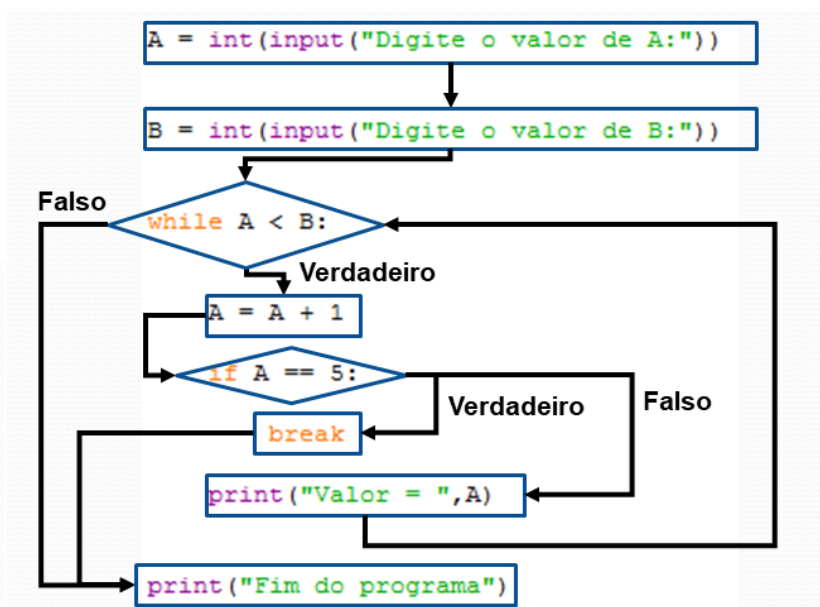 A = int(input("Digite o valor de A:"))
B = int(input("Digite o valor de B:"))
Falso
while A < B:
Verdadeiro
A = A + 1
if A == 5:
Verdadeiro
Falso
break
print("Valor = ",A)
print("Fim do programa")